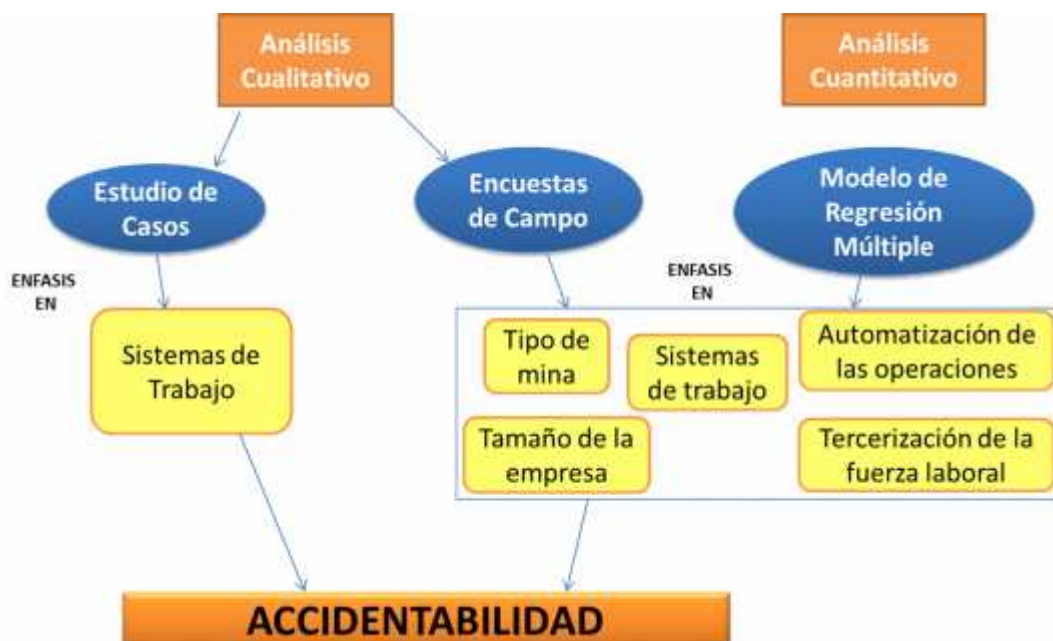 Análisis
Cualitativo
Análisis
Cuantitativo
Estudio de
Casos
Encuestas
de Campo
Modelo de
Regresión
Múltiple
ENFASIS
EN
ENFASIS
EN
Sistemas de
Trabajo
Tipo de
mina
Sistemas
de trabajo
Automatización de
las operaciones
Tamaño de la
empresa
Tercerización de la
fuerza laboral
ACCIDENTABILIDAD